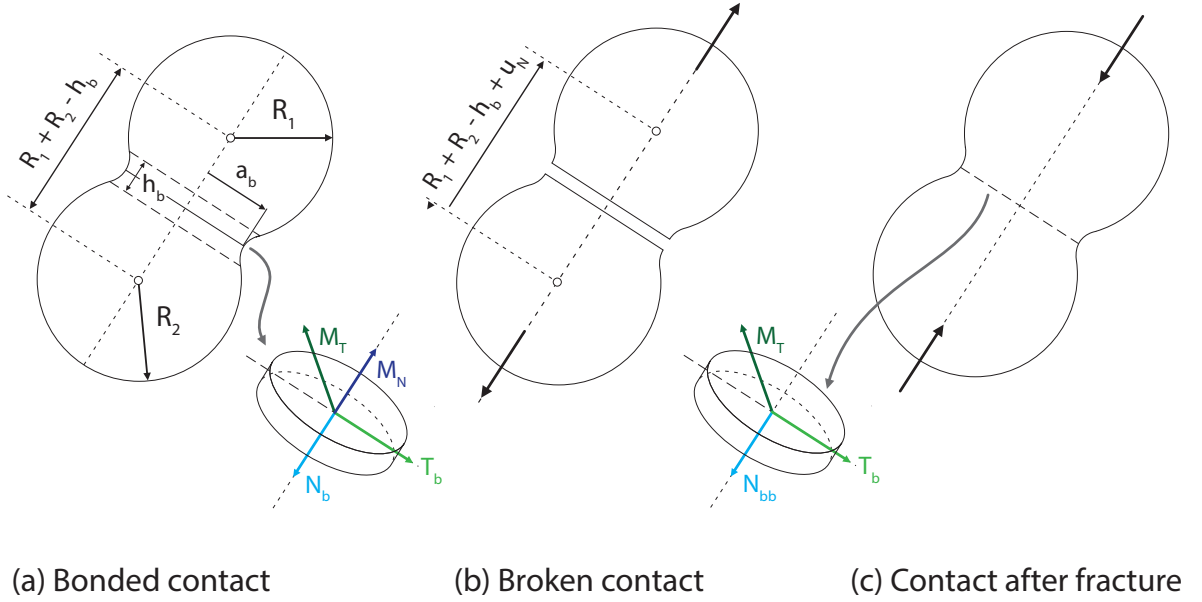 R1 + R2 - hb
R1
ab
hb
R2
MT
MN
Tb
Nb
R1 + R2 - hb + uN
MT
Tb
Nbb
(a) Bonded contact
(b) Broken contact
(c) Contact after fracture